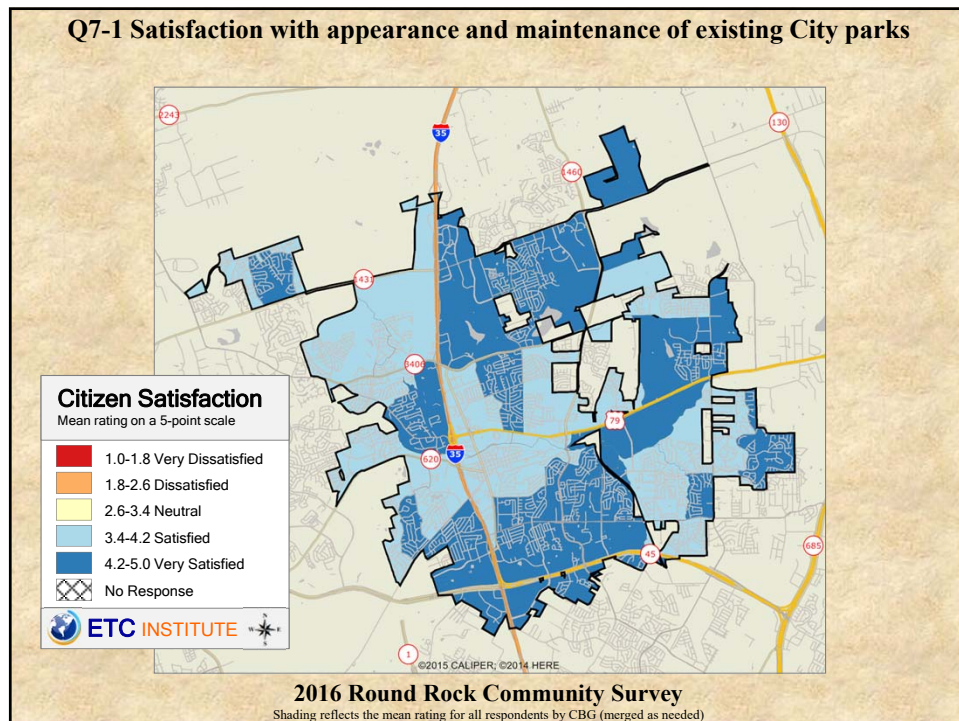 Q7-1 Satisfaction with appearance and maintenance of existing City parks
2243
35
130
1460
1431
3406
79
620
35
45
685
1
Citizen Satisfaction
Mean rating on a 5-point scale
1.0-1.8 Very Dissatisfied
1.8-2.6 Dissatisfied
2.6-3.4 Neutral
3.4-4.2 Satisfied
4.2-5.0 Very Satisfied
No Response
ETC INSTITUTE
©2015 CALIPER; ©2014 HERE
2016 Round Rock Community Survey
Shading reflects the mean rating for all respondents by CBG (merged as needed)